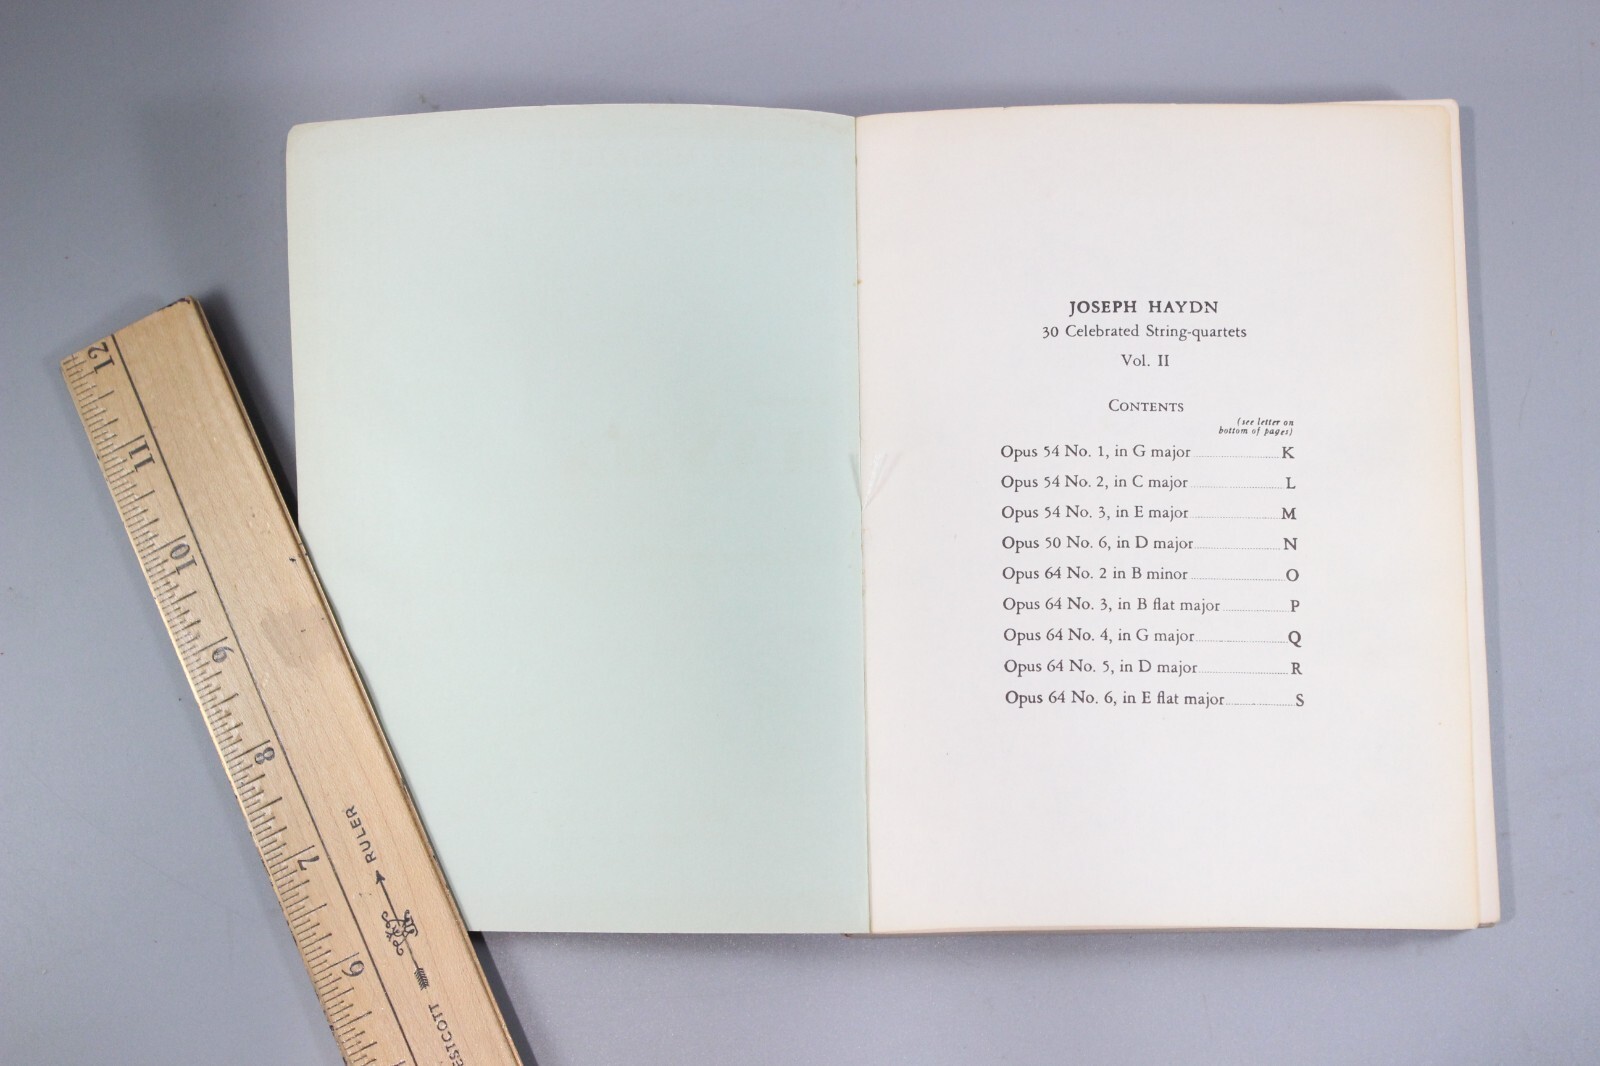 JOSEPH HAYDN
30 Celebrated String-quartets
Vol. II
CONTENTS
(see letter on
bottom of pages)
Opus 54 No. 1, in G major K
Opus 54 No. 2, in C major L
Opus 54 No. 3, in E major M
Opus 50 No. 6, in D major N
Opus 64 No. 2 in B minor O
Opus 64 No. 3, in B flat major P
Opus 64 No. 4, in G major Q
Opus 64 No. 5, in D major R
Opus 64 No. 6, in E flat major S
12
11
10
9
8
7
6
RULER
ESTCOTT